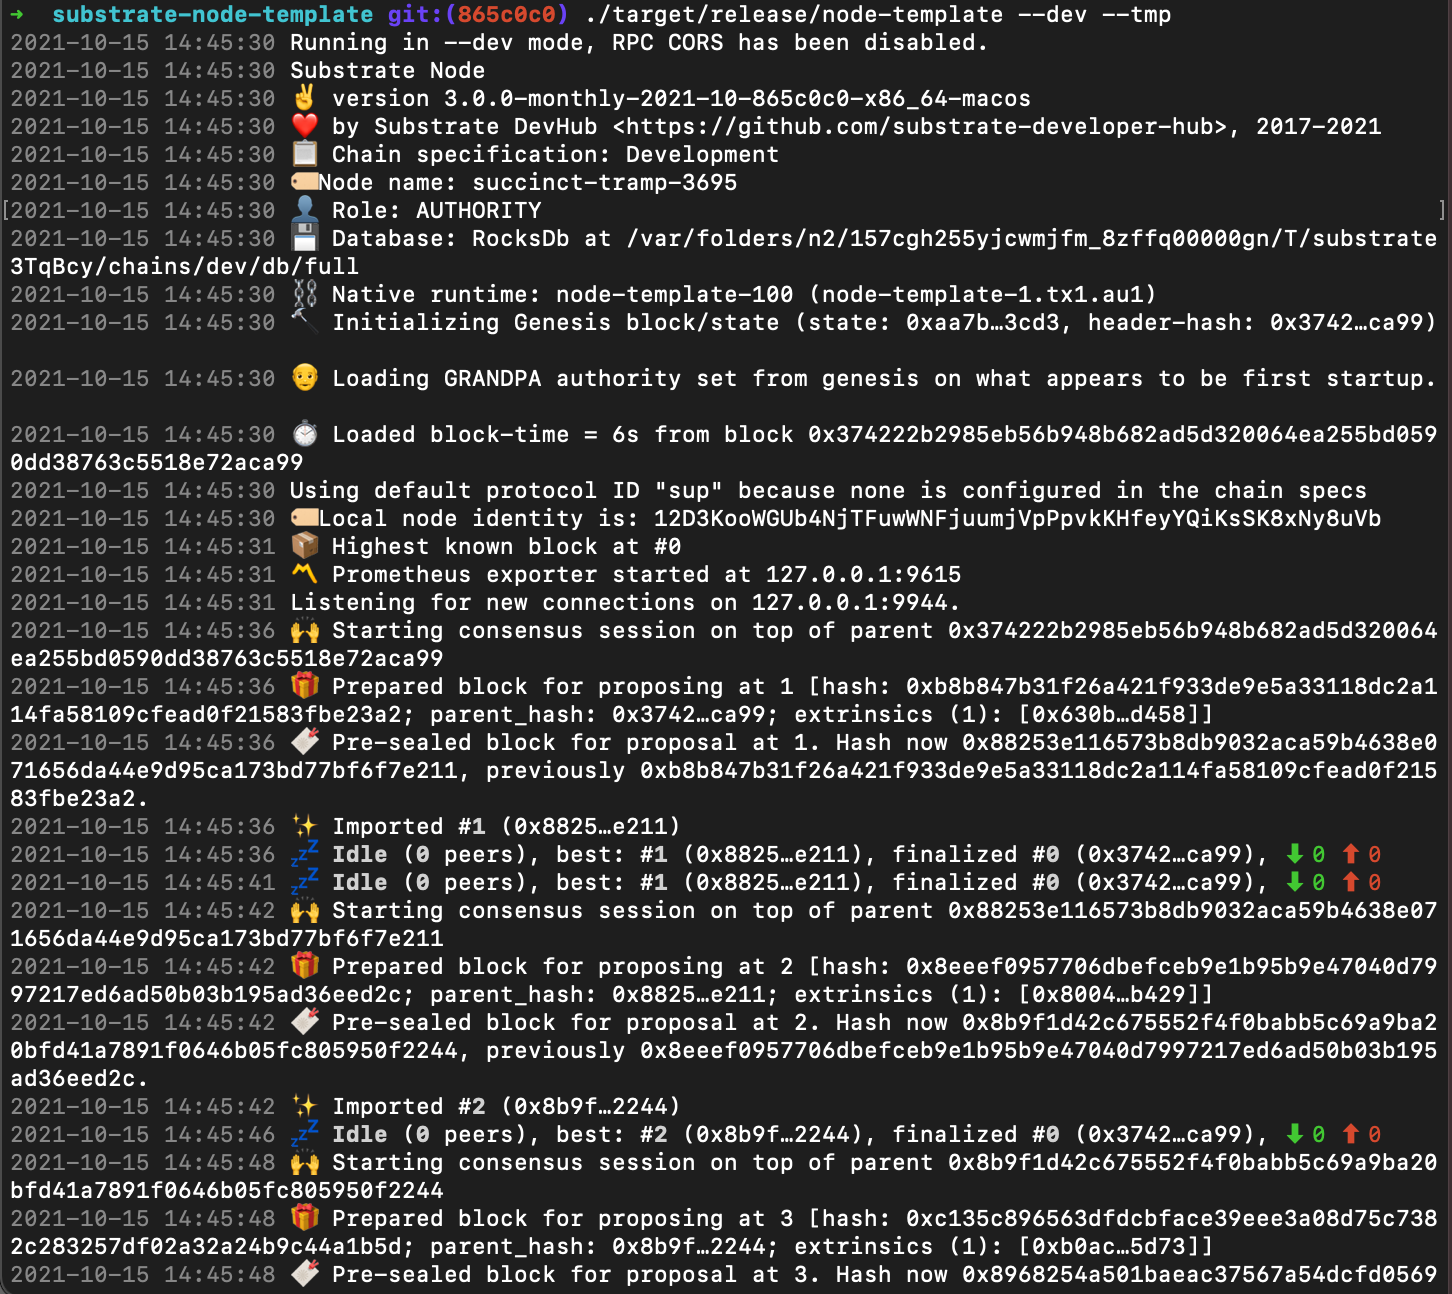 ➜  substrate-node-template git:(865c0c0) ./target/release/node-template --dev --tmp
2021-10-15 14:45:30 Running in --dev mode, RPC CORS has been disabled.
2021-10-15 14:45:30 Substrate Node
2021-10-15 14:45:30 ✌️ version 3.0.0-monthly-2021-10-865c0c0-x86_64-macos
2021-10-15 14:45:30 ❤️ by Substrate DevHub <https://github.com/substrate-developer-hub>, 2017-2021
2021-10-15 14:45:30 📋 Chain specification: Development
2021-10-15 14:45:30 🏷 Node name: succinct-tramp-3695
[2021-10-15 14:45:30 👤 Role: AUTHORITY ]
2021-10-15 14:45:30 💾 Database: RocksDb at /var/folders/n2/157cgh255yjcwmjfm_8zffq00000gn/T/substrate
3TqBcy/chains/dev/db/full
2021-10-15 14:45:30 ⛓ Native runtime: node-template-100 (node-template-1.tx1.au1)
2021-10-15 14:45:30 🔨 Initializing Genesis block/state (state: 0xaa7b…3cd3, header-hash: 0x3742…ca99)
2021-10-15 14:45:30 👴 Loading GRANDPA authority set from genesis on what appears to be first startup.
2021-10-15 14:45:30 ⏱ Loaded block-time = 6s from block 0x374222b2985eb56b948b682ad5d320064ea255bd059
0dd38763c5518e72aca99
2021-10-15 14:45:30 Using default protocol ID "sup" because none is configured in the chain specs
2021-10-15 14:45:30 🏷 Local node identity is: 12D3KooWGUb4NjTFuwWNFjuumjVpPpvkKHfeyYQiKsSK8xNy8uVb
2021-10-15 14:45:31 📦 Highest known block at #0
2021-10-15 14:45:31 〽️ Prometheus exporter started at 127.0.0.1:9615
2021-10-15 14:45:31 Listening for new connections on 127.0.0.1:9944.
2021-10-15 14:45:36 🙌 Starting consensus session on top of parent 0x374222b2985eb56b948b682ad5d320064
ea255bd0590dd38763c5518e72aca99
2021-10-15 14:45:36 🎁 Prepared block for proposing at 1 [hash: 0xb8b847b31f26a421f933de9e5a33118dc2a1
14fa58109cfead0f21583fbe23a2; parent_hash: 0x3742…ca99; extrinsics (1): [0x630b…d458]]
2021-10-15 14:45:36 🔖 Pre-sealed block for proposal at 1. Hash now 0x88253e116573b8db9032aca59b4638e0
71656da44e9d95ca173bd77bf6f7e211, previously 0xb8b847b31f26a421f933de9e5a33118dc2a114fa58109cfead0f215
83fbe23a2.
2021-10-15 14:45:36 ✨ Imported #1 (0x8825…e211)
2021-10-15 14:45:36 💤 Idle (0 peers), best: #1 (0x8825…e211), finalized #0 (0x3742…ca99), ⬇ 0 ⬆ 0
2021-10-15 14:45:41 💤 Idle (0 peers), best: #1 (0x8825…e211), finalized #0 (0x3742…ca99), ⬇ 0 ⬆ 0
2021-10-15 14:45:42 🙌 Starting consensus session on top of parent 0x88253e116573b8db9032aca59b4638e07
1656da44e9d95ca173bd77bf6f7e211
2021-10-15 14:45:42 🎁 Prepared block for proposing at 2 [hash: 0x8eeef0957706dbefceb9e1b95b9e47040d79
97217ed6ad50b03b195ad36eed2c; parent_hash: 0x8825…e211; extrinsics (1): [0x8004…b429]]
2021-10-15 14:45:42 🔖 Pre-sealed block for proposal at 2. Hash now 0x8b9f1d42c675552f4f0babb5c69a9ba2
0bfd41a7891f0646b05fc805950f2244, previously 0x8eeef0957706dbefceb9e1b95b9e47040d7997217ed6ad50b03b195
ad36eed2c.
2021-10-15 14:45:42 ✨ Imported #2 (0x8b9f…2244)
2021-10-15 14:45:46 💤 Idle (0 peers), best: #2 (0x8b9f…2244), finalized #0 (0x3742…ca99), ⬇ 0 ⬆ 0
2021-10-15 14:45:48 🙌 Starting consensus session on top of parent 0x8b9f1d42c675552f4f0babb5c69a9ba20
bfd41a7891f0646b05fc805950f2244
2021-10-15 14:45:48 🎁 Prepared block for proposing at 3 [hash: 0xc135c896563dfdcbface39eee3a08d75c738
2c283257df02a32a24b9c44a1b5d; parent_hash: 0x8b9f…2244; extrinsics (1): [0xb0ac…5d73]]
2021-10-15 14:45:48 🔖 Pre-sealed block for proposal at 3. Hash now 0x8968254a501baeac37567a54dcfd0569